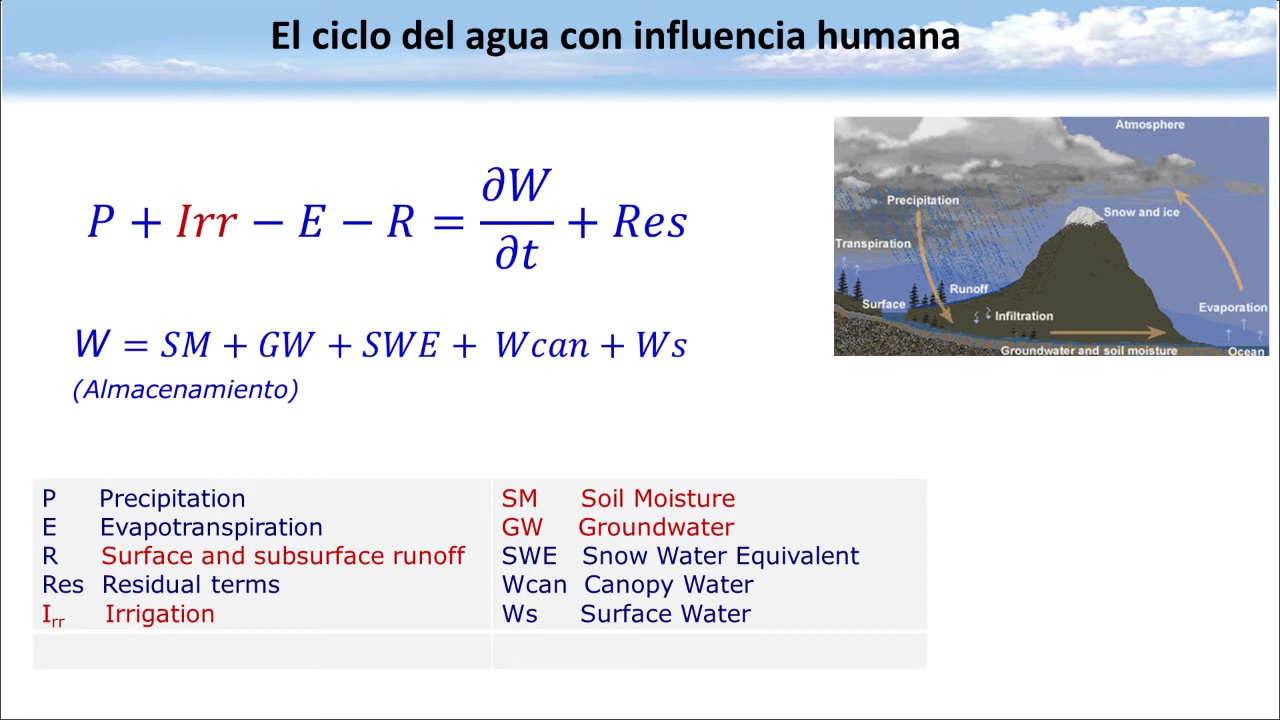 El ciclo del agua con influencia humana
P + Irr − E − R = ∂W/∂t + Res
W = SM + GW + SWE + Wcan + Ws
(Almacenamiento)
Atmosphere
Precipitation
Snow and ice
Transpiration
Runoff
Surface
Evaporation
Infiltration
Groundwater and soil moisture
Ocean
P Precipitation
E Evapotranspiration
R Surface and subsurface runoff
Res Residual terms
Irr Irrigation
SM Soil Moisture
GW Groundwater
SWE Snow Water Equivalent
Wcan Canopy Water
Ws Surface Water